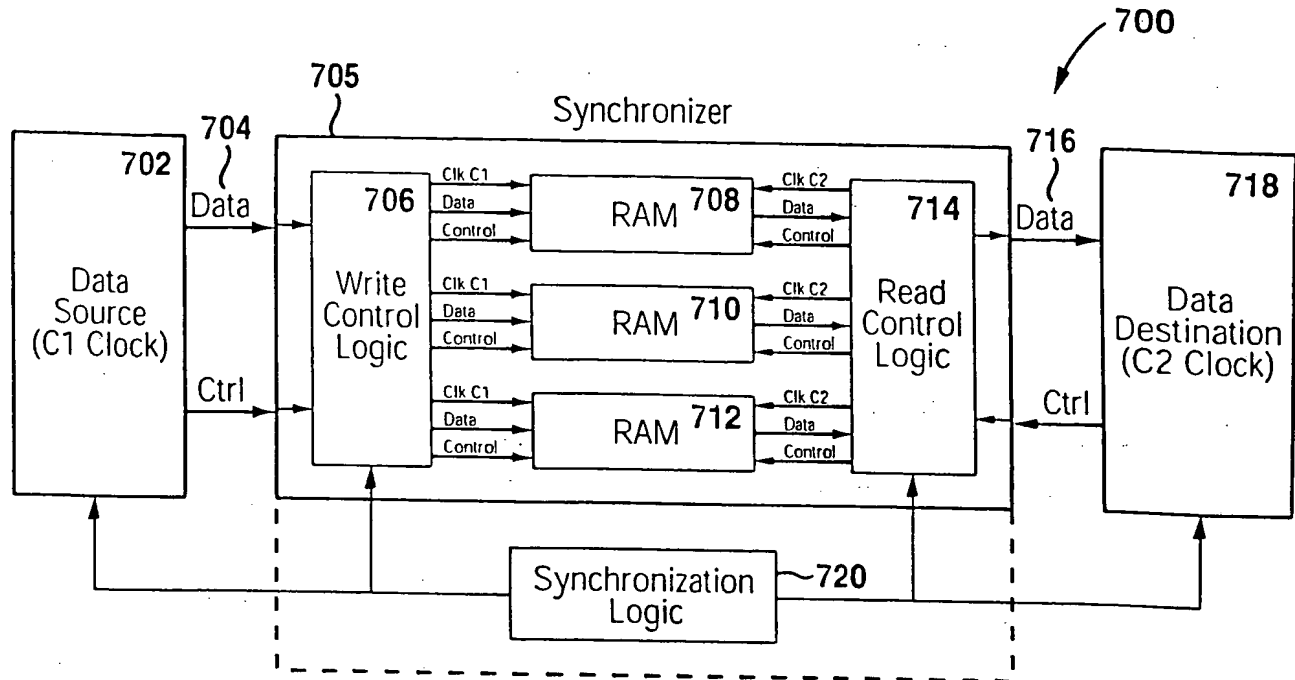 700
705
Synchronizer
704
702
Data
Data
Source
(C1 Clock)
Ctrl
706
Write
Control
Logic
Clk C1
Data
Control
RAM
708
Clk C2
Data
Control
Clk C1
Data
Control
RAM
710
Clk C2
Data
Control
Clk C1
Data
Control
RAM
712
Clk C2
Data
Control
714
Read
Control
Logic
716
Data
Ctrl
718
Data
Destination
(C2 Clock)
Synchronization
Logic
720